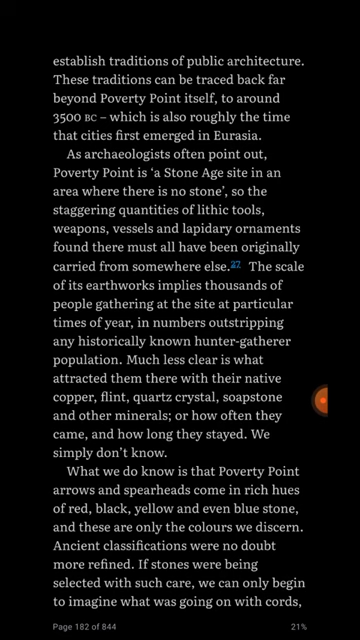 establish traditions of public architecture.
These traditions can be traced back far
beyond Poverty Point itself, to around
3500 BC – which is also roughly the time
that cities first emerged in Eurasia.
As archaeologists often point out,
Poverty Point is ‘a Stone Age site in an
area where there is no stone’, so the
staggering quantities of lithic tools,
weapons, vessels and lapidary ornaments
found there must all have been originally
carried from somewhere else.27 The scale
of its earthworks implies thousands of
people gathering at the site at particular
times of year, in numbers outstripping
any historically known hunter-gatherer
population. Much less clear is what
attracted them there with their native
copper, flint, quartz crystal, soapstone
and other minerals; or how often they
came, and how long they stayed. We
simply don’t know.
What we do know is that Poverty Point
arrows and spearheads come in rich hues
of red, black, yellow and even blue stone,
and these are only the colours we discern.
Ancient classifications were no doubt
more refined. If stones were being
selected with such care, we can only begin
to imagine what was going on with cords,
Page 182 of 844 21%